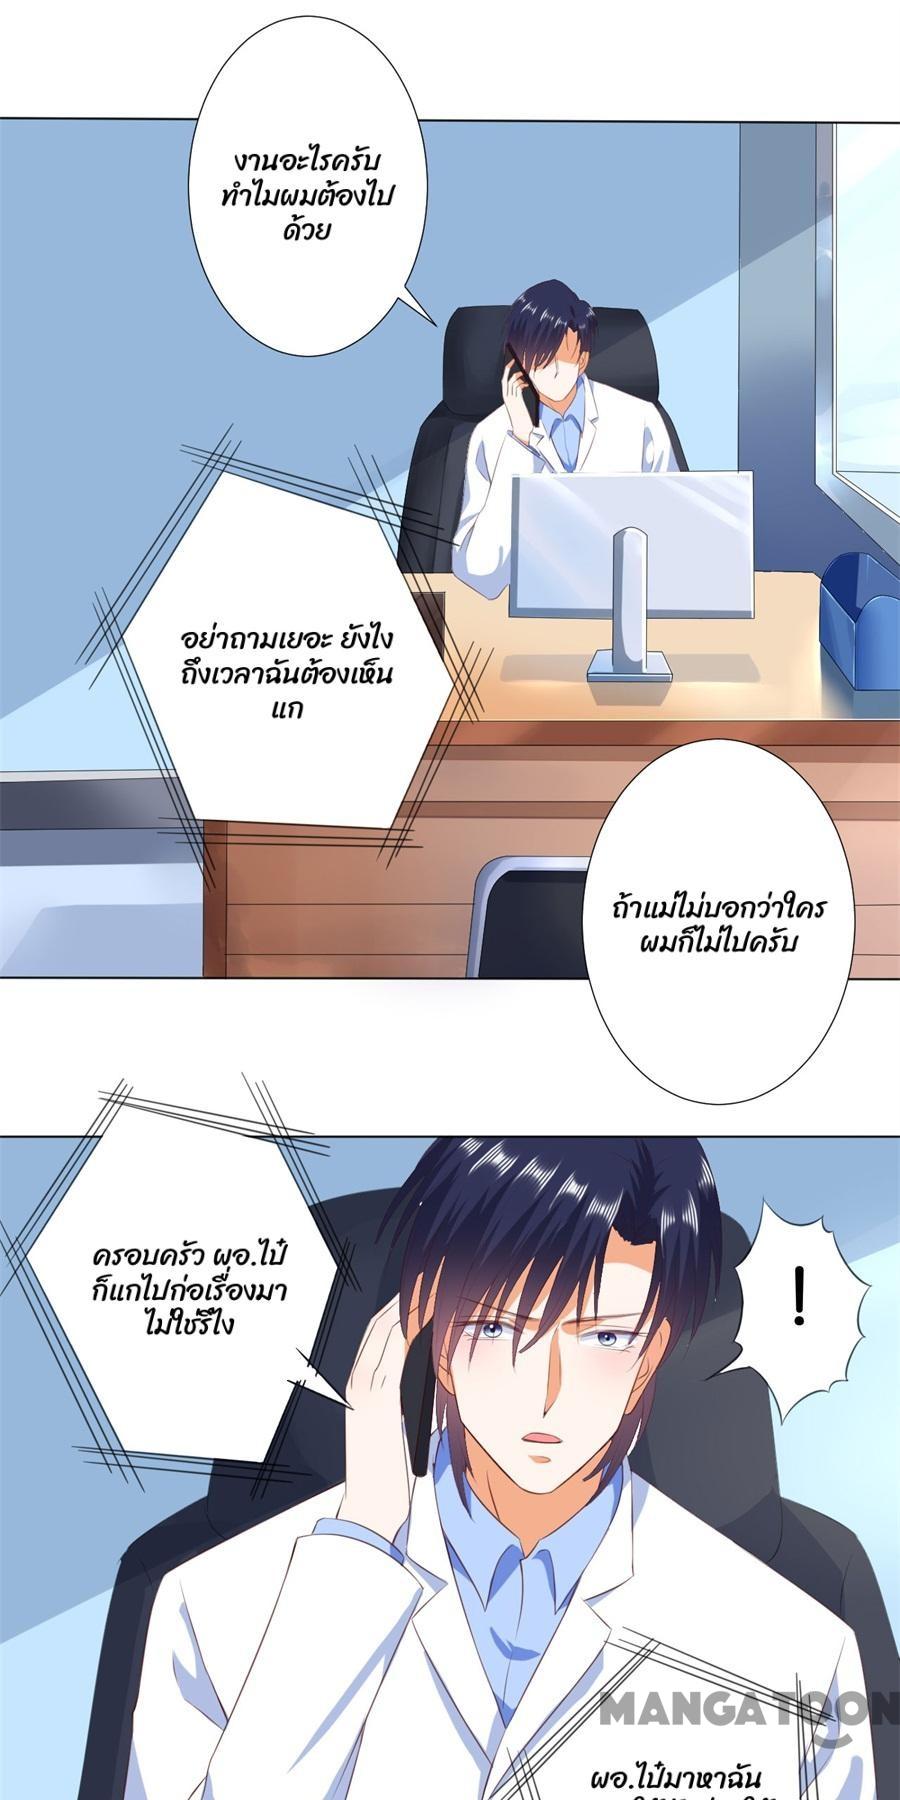 งานอะไรครับ
ทำไมผมต้องไป
ด้วย
อย่าถามเยอะ ยังไง
ถึงเวลาฉันต้องเห็น
แก
ถ้าแม่ไม่บอกว่าใคร
ผมก็ไม่ไปครับ
ครอบครัว ผอ.ไป๋
ก็แกไปก่อเรื่องมา
ไม่ใช่รึไง
!
MANGATOON
ผอ.ไป๋มาหาฉัน